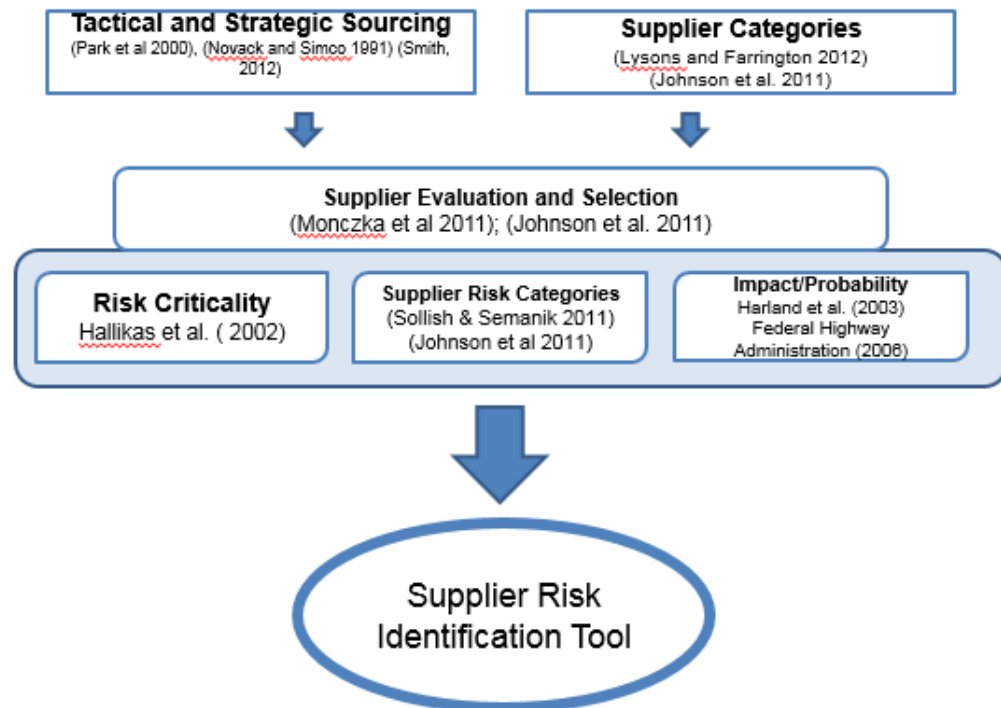 Tactical and Strategic Sourcing
(Park et al 2000), (Novack and Simco 1991) (Smith,
2012)
Supplier Categories
(Lysons and Farrington 2012)
(Johnson et al. 2011)
Supplier Evaluation and Selection
(Monczka et al 2011); (Johnson et al. 2011)
Risk Criticality
Hallikas et al. ( 2002)
Supplier Risk Categories
(Sollish & Semanik 2011)
(Johnson et al 2011)
Impact/Probability
Harland et al. (2003)
Federal Highway
Administration (2006)
Supplier Risk
Identification Tool